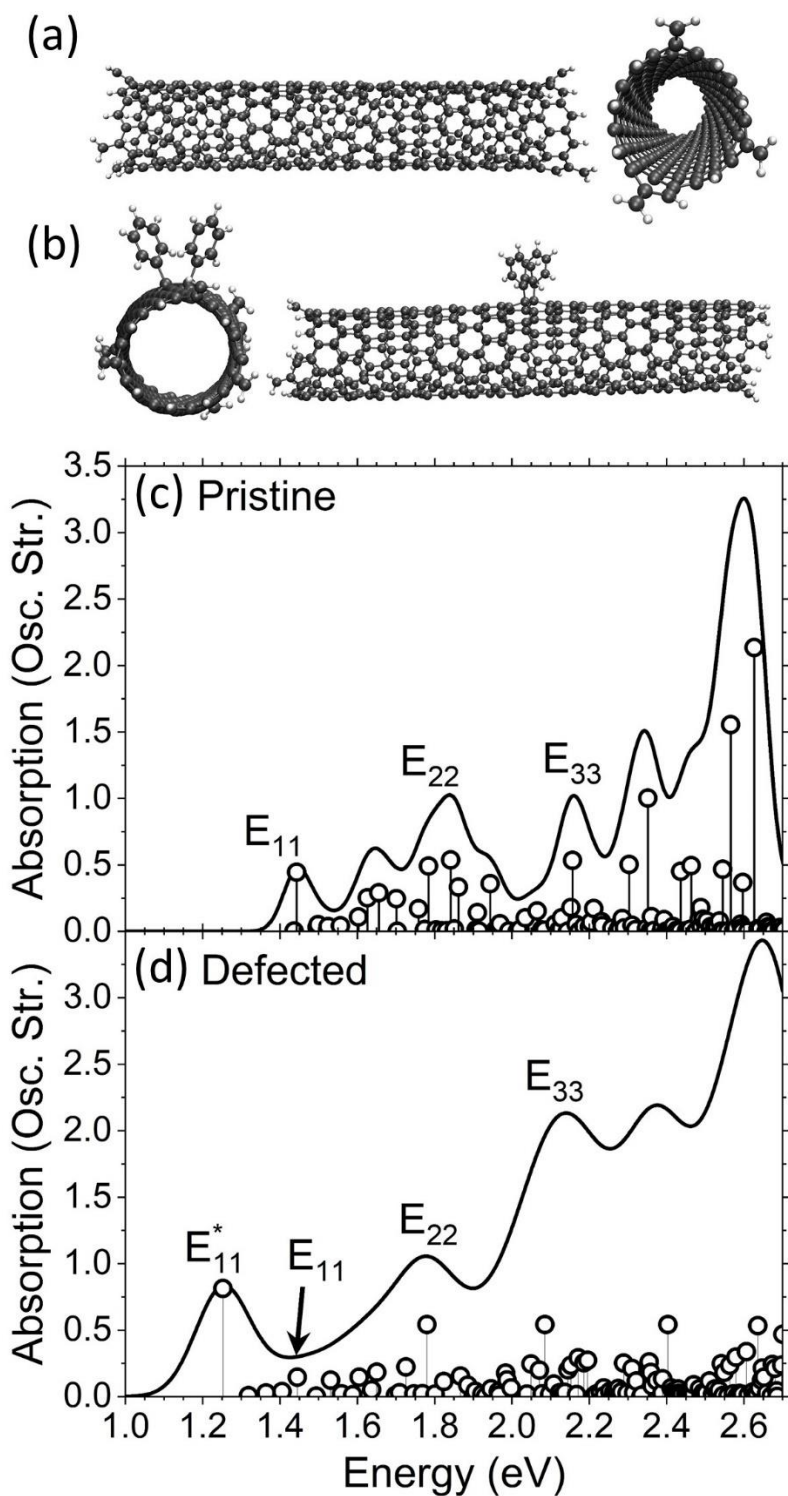 (a)
(b)
(c) Pristine
3.5
3.0
2.5
2.0
1.5
1.0
0.5
0.0
Absorption (Osc. Str.)
E11
E22
E33
(d) Defected
3.0
2.5
2.0
1.5
1.0
0.5
0.0
Absorption (Osc. Str.)
E*11
E11
E22
E33
1.0 1.2 1.4 1.6 1.8 2.0 2.2 2.4 2.6
Energy (eV)